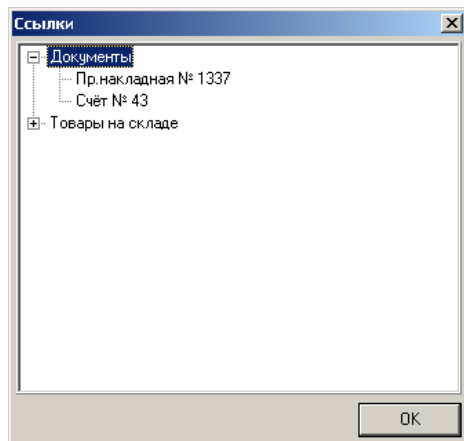 Ссылки
Документы
Пр.накладная № 1337
Счёт № 43
Товары на складе
OK